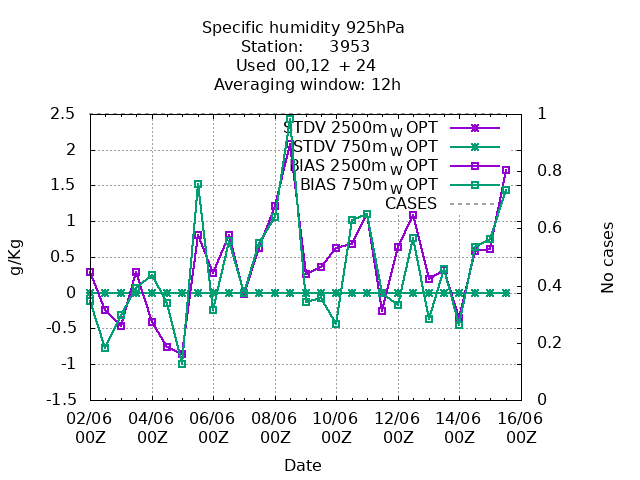 Specific humidity 925hPa
Station: 3953
Used 00,12 + 24
Averaging window: 12h
STDV 2500m W OPT
STDV 750m W OPT
BIAS 2500m W OPT
BIAS 750m W OPT
CASES
2.5
2
1.5
1
0.5
0
-0.5
-1
-1.5
g/Kg
1
0.8
0.6
0.4
0.2
0
No cases
02/06 04/06 06/06 08/06 10/06 12/06 14/06 16/06
00Z 00Z 00Z 00Z 00Z 00Z 00Z 00Z
Date